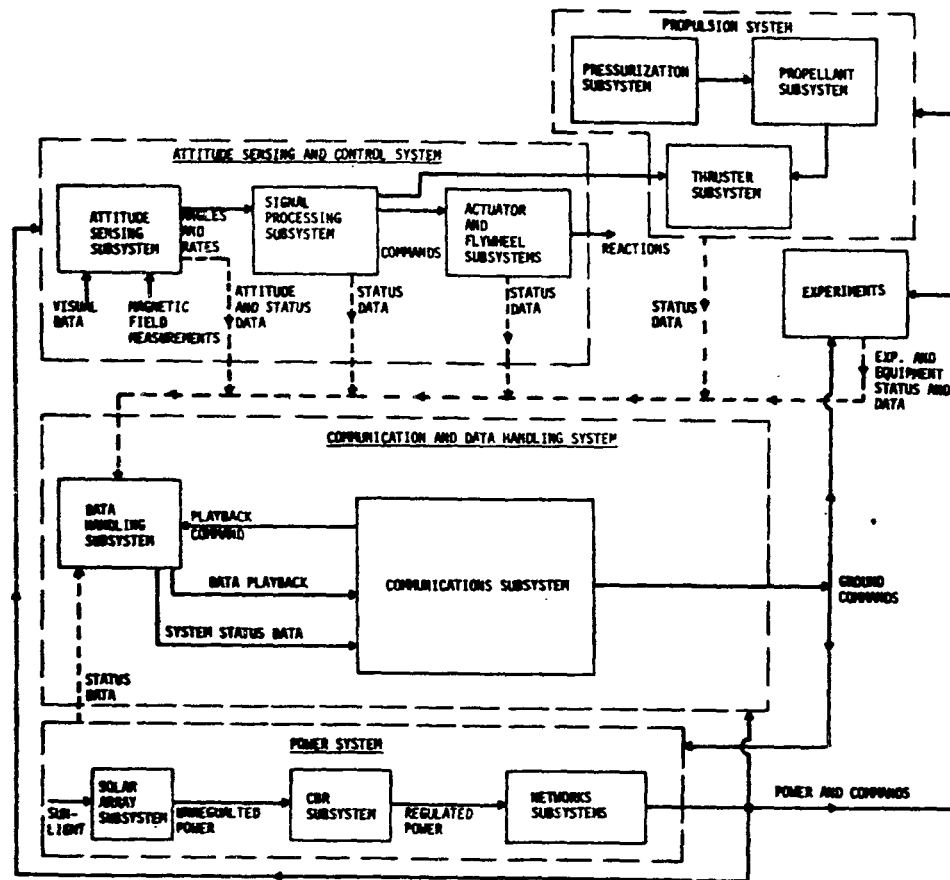 PROPULSION SYSTEM
PRESSURIZATION
SUBSYSTEM
PROPELLANT
SUBSYSTEM
THRUSTER
SUBSYSTEM
ATTITUDE SENSING AND CONTROL SYSTEM
ATTITUDE
SENSING
SUBSYSTEM
ANGLES
AND
RATES
SIGNAL
PROCESSING
SUBSYSTEM
COMMANDS
ACTUATOR
AND
FLYWHEEL
SUBSYSTEMS
REACTIONS
VISUAL
DATA
MAGNETIC
FIELD
MEASUREMENTS
ATTITUDE
AND STATUS
DATA
STATUS
DATA
STATUS
DATA
STATUS
DATA
EXPERIMENTS
EXP. AND
EQUIPMENT
STATUS AND
DATA
COMMUNICATION AND DATA HANDLING SYSTEM
DATA
HANDLING
SUBSYSTEM
PLAYBACK
COMMAND
DATA PLAYBACK
SYSTEM STATUS DATA
COMMUNICATIONS SUBSYSTEM
GROUND
COMMANDS
STATUS
DATA
POWER SYSTEM
SUN-
LIGHT
SOLAR
ARRAY
SUBSYSTEM
UNREGUALTED
POWER
CBR
SUBSYSTEM
REGULATED
POWER
NETWORKS
SUBSYSTEMS
POWER AND COMMANDS